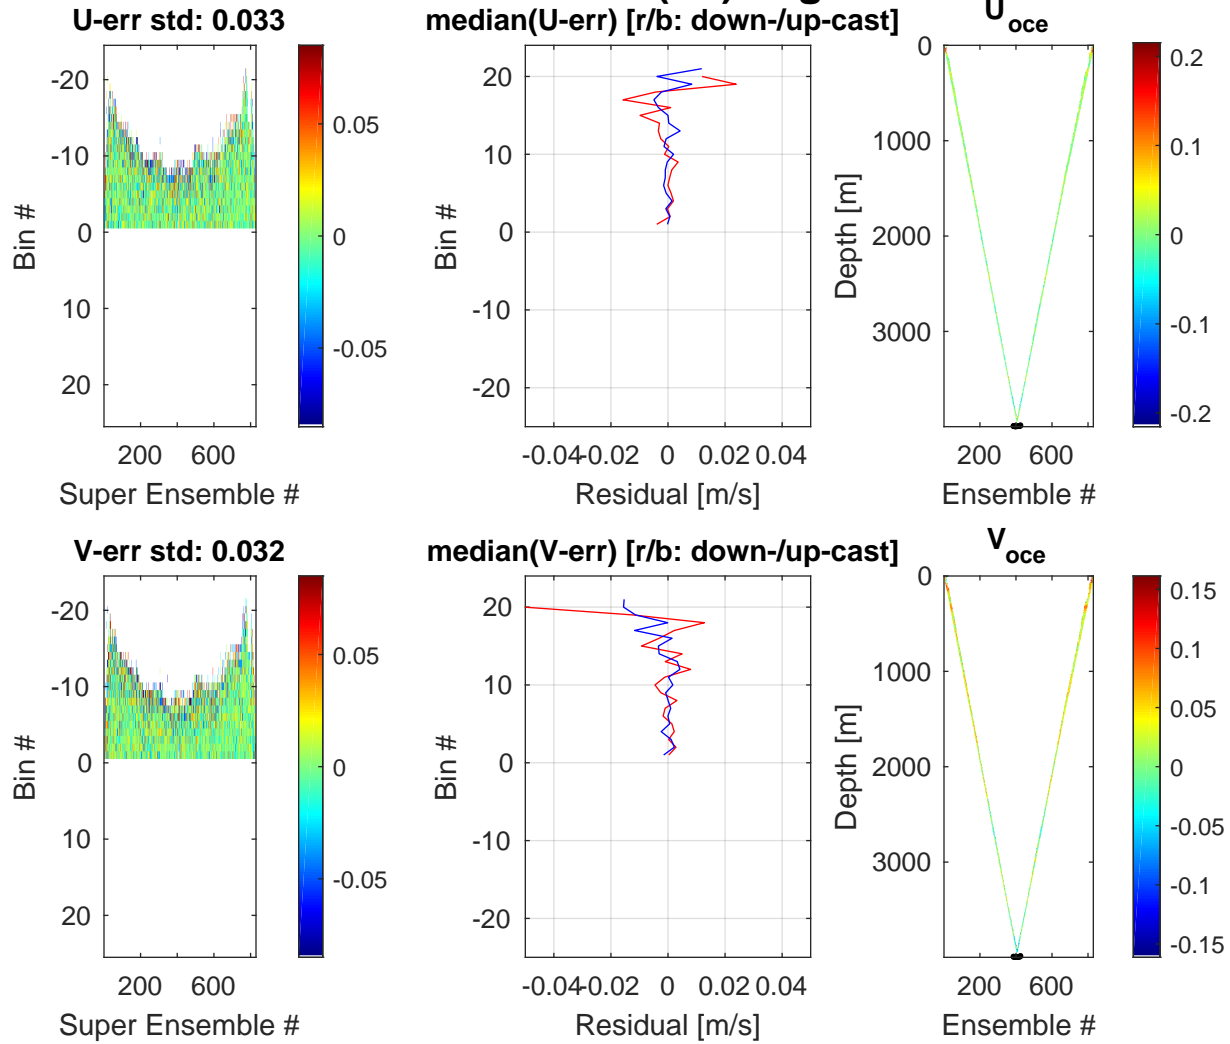 U-err std: 0.033
-20
-10
0
10
20
Bin #
200 600
Super Ensemble #
0.05
0
-0.05
median(U-err) [r/b: down-/up-cast]
20
10
0
-10
-20
Bin #
-0.04 -0.02 0 0.02 0.04
Residual [m/s]
U_oce
0
1000
2000
3000
Depth [m]
200 600
Ensemble #
0.2
0.1
0
-0.1
-0.2
V-err std: 0.032
-20
-10
0
10
20
Bin #
200 600
Super Ensemble #
0.05
0
-0.05
median(V-err) [r/b: down-/up-cast]
20
10
0
-10
-20
Bin #
-0.04 -0.02 0 0.02 0.04
Residual [m/s]
V_oce
0
1000
2000
3000
Depth [m]
200 600
Ensemble #
0.15
0.1
0.05
0
-0.05
-0.1
-0.15